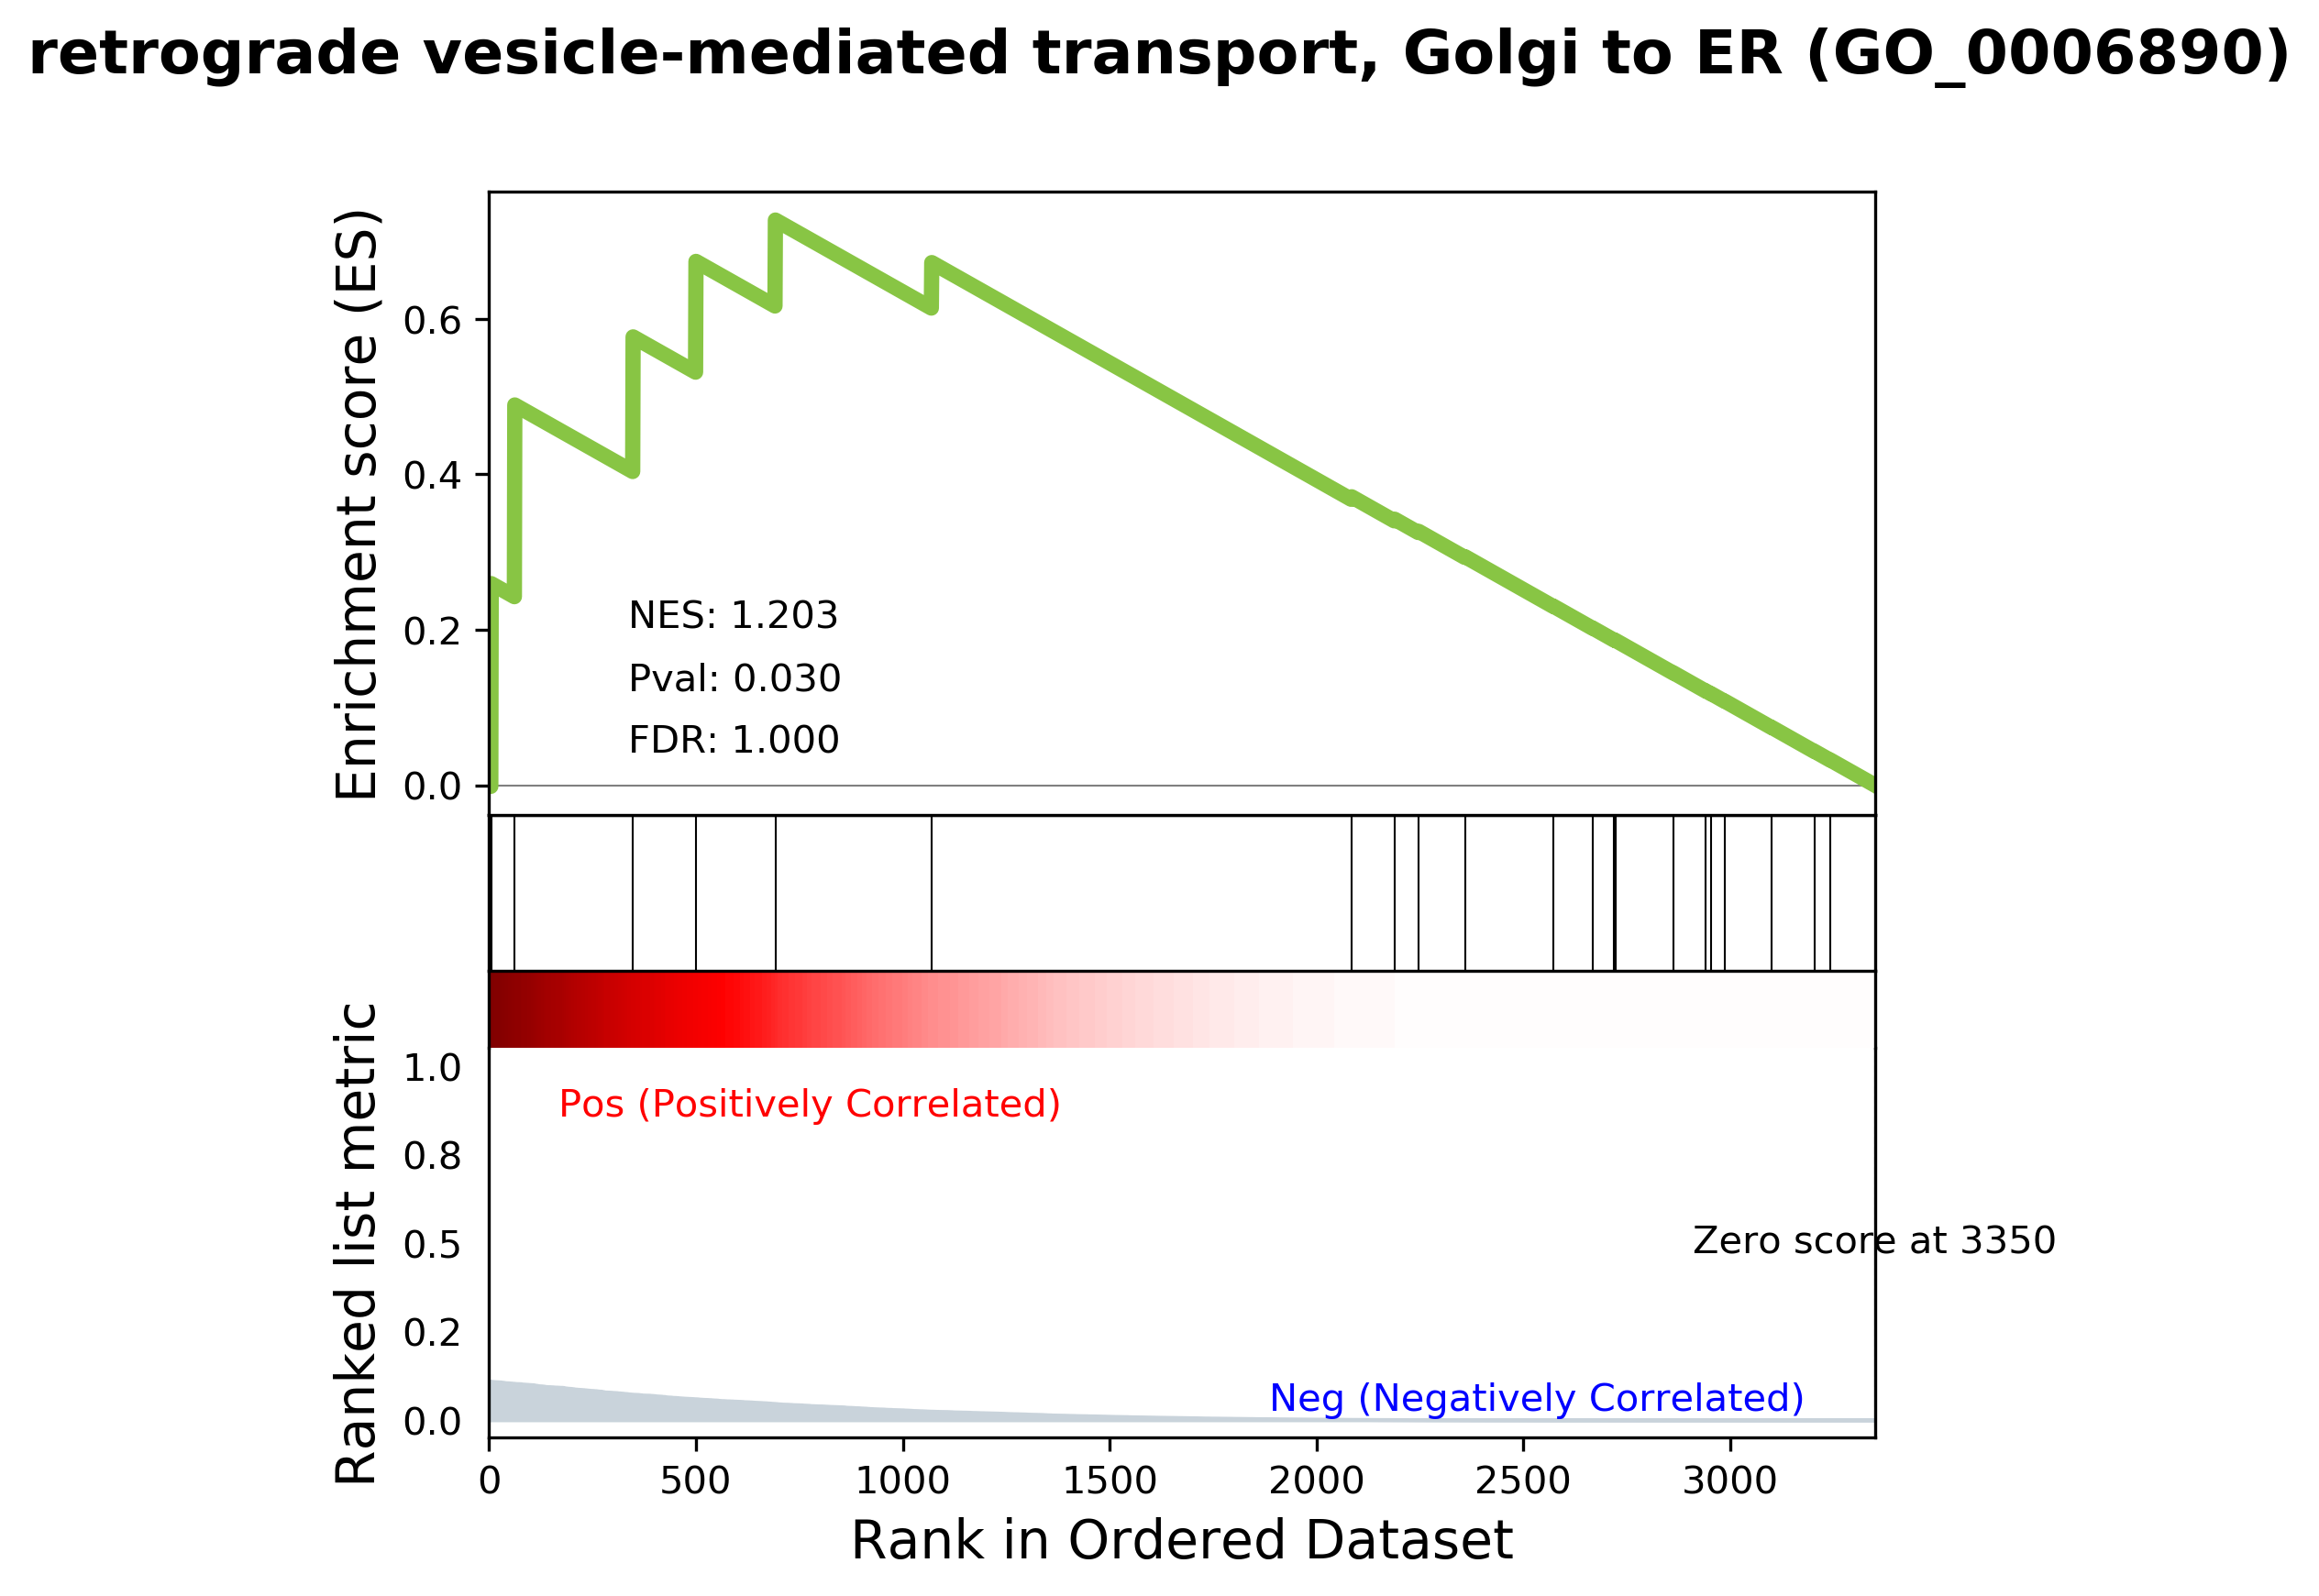 retrograde vesicle-mediated transport, Golgi to ER (GO_0006890)
Enrichment score (ES)
0.6
0.4
0.2
0.0
NES: 1.203
Pval: 0.030
FDR: 1.000
Ranked list metric
1.0
0.8
0.5
0.2
0.0
Pos (Positively Correlated)
Zero score at 3350
Neg (Negatively Correlated)
0 500 1000 1500 2000 2500 3000
Rank in Ordered Dataset